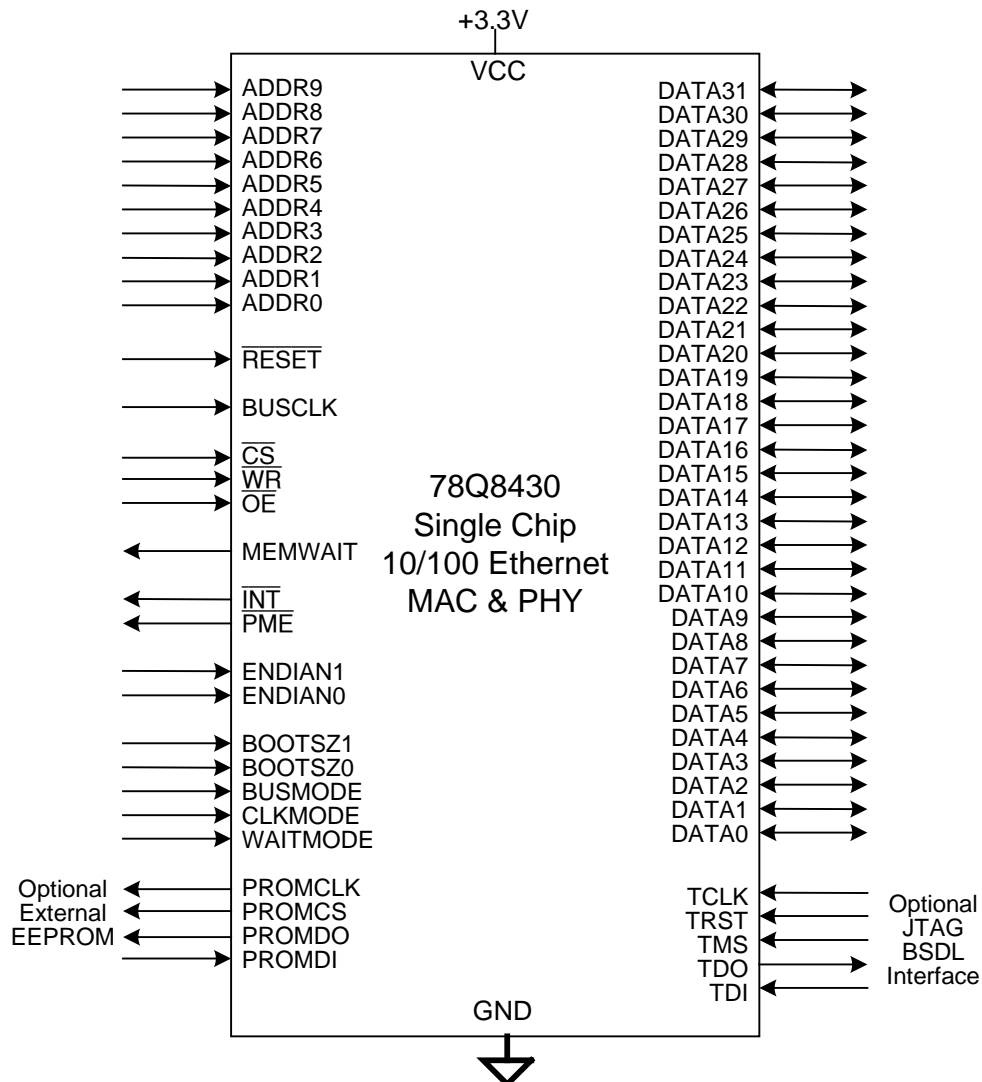 +3.3V
VCC
ADDR9
ADDR8
ADDR7
ADDR6
ADDR5
ADDR4
ADDR3
ADDR2
ADDR1
ADDR0
RESET
BUSCLK
CS
WR
OE
MEMWAIT
INT
PME
ENDIAN1
ENDIAN0
BOOTSZ1
BOOTSZ0
BUSMODE
CLKMODE
WAITMODE
PROMCLK
PROMCS
PROMDO
PROMDI
Optional
External
EEPROM
78Q8430
Single Chip
10/100 Ethernet
MAC & PHY
DATA31
DATA30
DATA29
DATA28
DATA27
DATA26
DATA25
DATA24
DATA23
DATA22
DATA21
DATA20
DATA19
DATA18
DATA17
DATA16
DATA15
DATA14
DATA13
DATA12
DATA11
DATA10
DATA9
DATA8
DATA7
DATA6
DATA5
DATA4
DATA3
DATA2
DATA1
DATA0
TCLK
TRST
TMS
TDO
TDI
Optional
JTAG
BSDL
Interface
GND